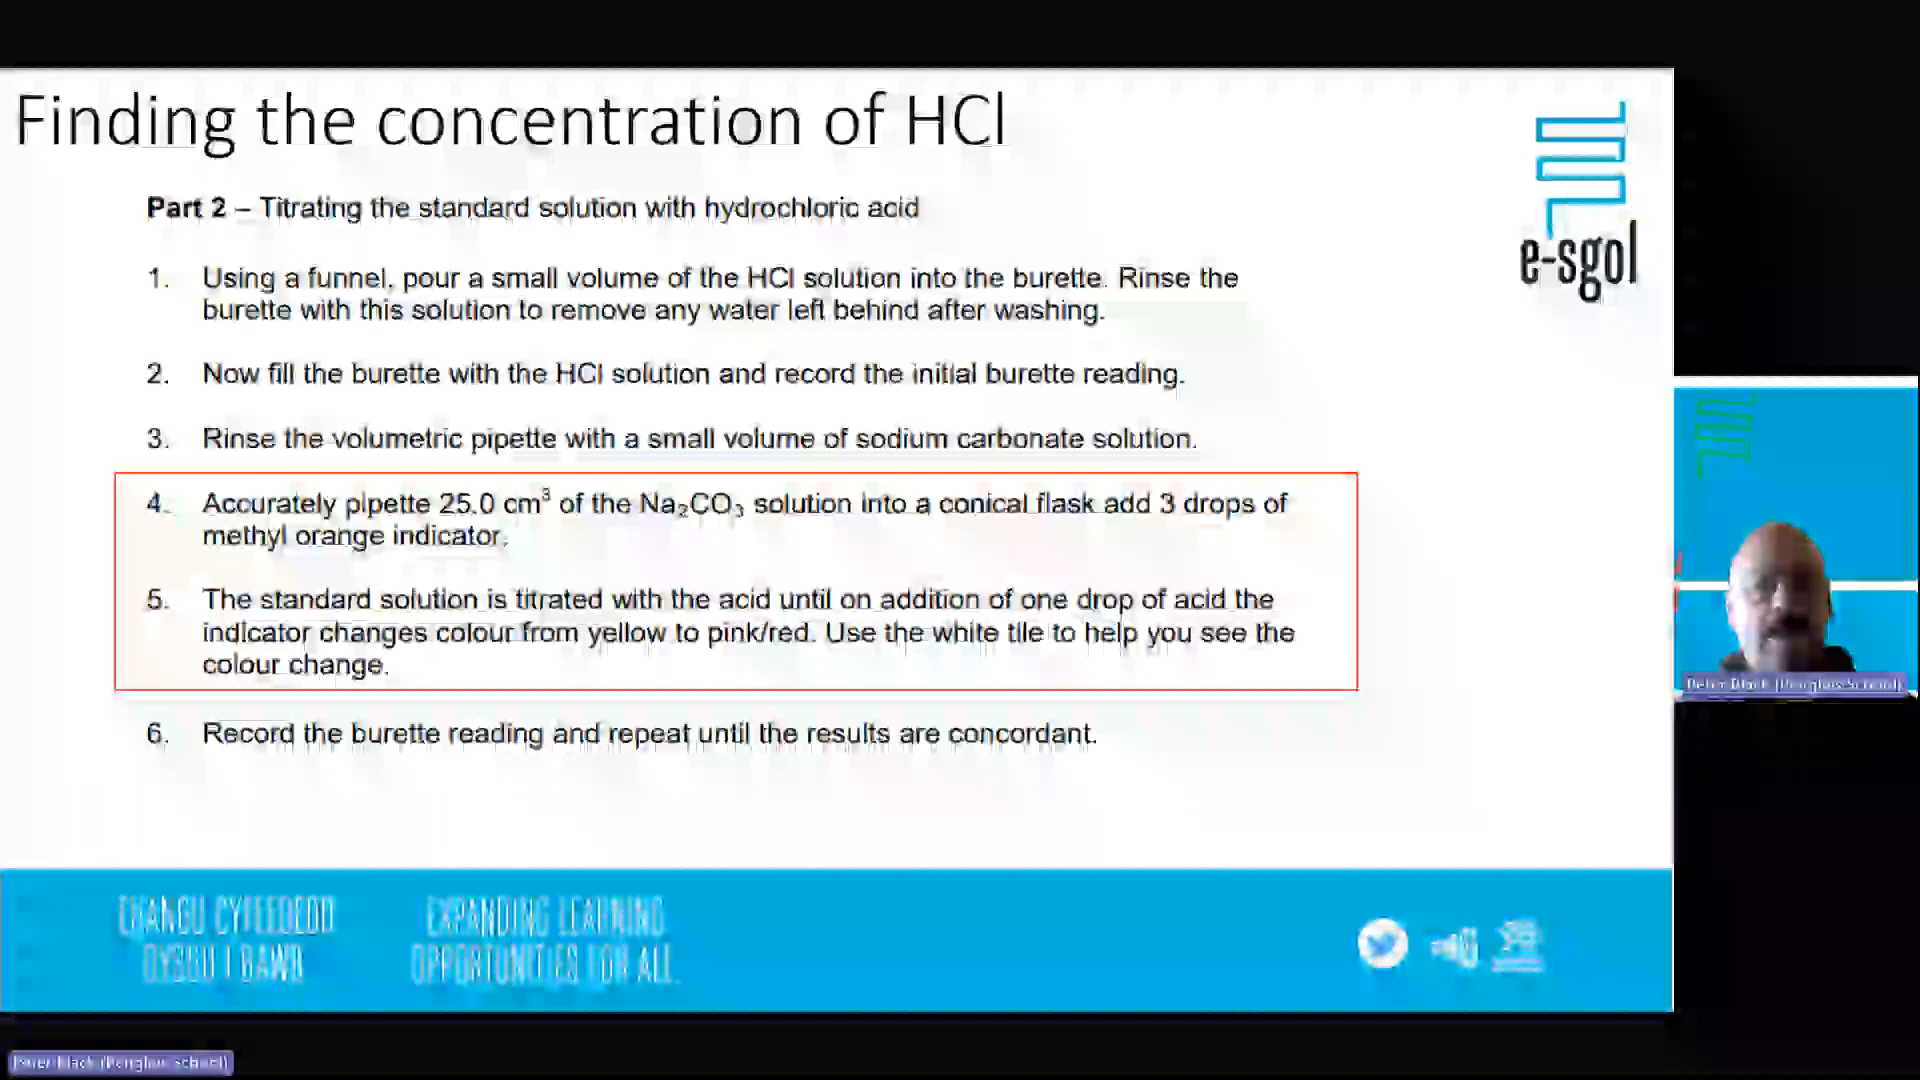 Finding the concentration of HCl
e-sgol
Part 2 – Titrating the standard solution with hydrochloric acid
1. Using a funnel, pour a small volume of the HCl solution into the burette. Rinse the
burette with this solution to remove any water left behind after washing.
2. Now fill the burette with the HCl solution and record the initial burette reading.
3. Rinse the volumetric pipette with a small volume of sodium carbonate solution.
4. Accurately pipette 25.0 cm³ of the Na₂CO₃ solution into a conical flask add 3 drops of
methyl orange indicator.
5. The standard solution is titrated with the acid until on addition of one drop of acid the
indicator changes colour from yellow to pink/red. Use the white tile to help you see the
colour change.
6. Record the burette reading and repeat until the results are concordant.
EXPANDING LEARNING
OPPORTUNITIES FOR ALL
Peter Black
Peter Black